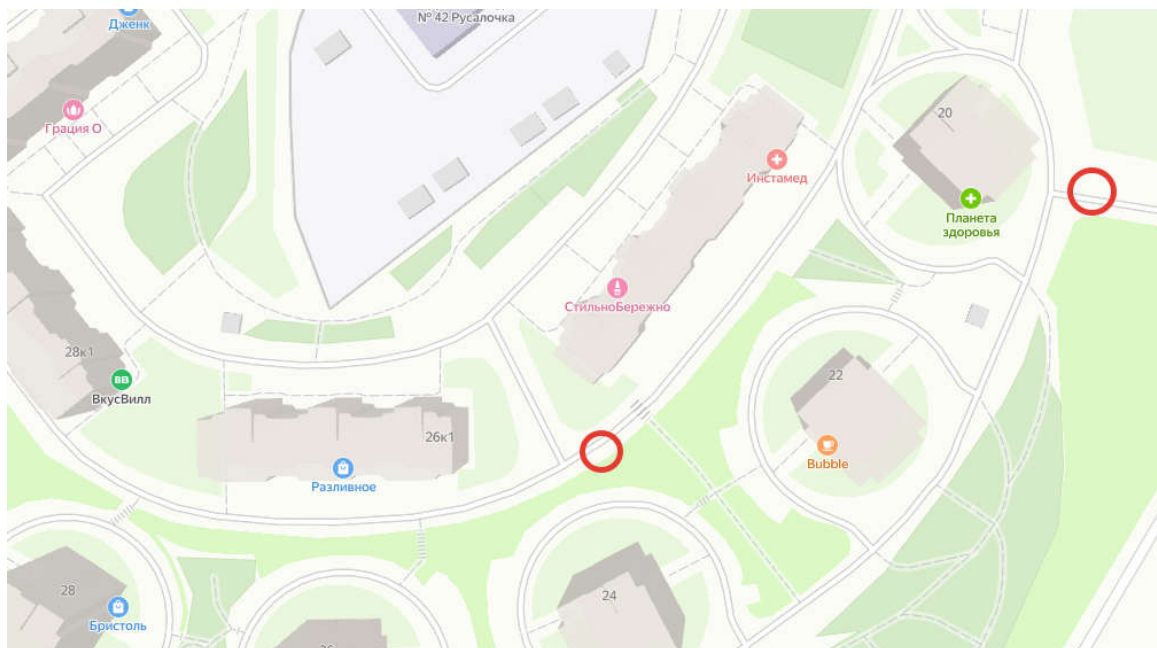 Дженк
№ 42 Русалочка
Грация О
20
Инстамед
Планета
здоровья
СтильноБережно
28к1
ВкусВилл
22
26к1
Bubble
Разливное
28
24
Бристоль